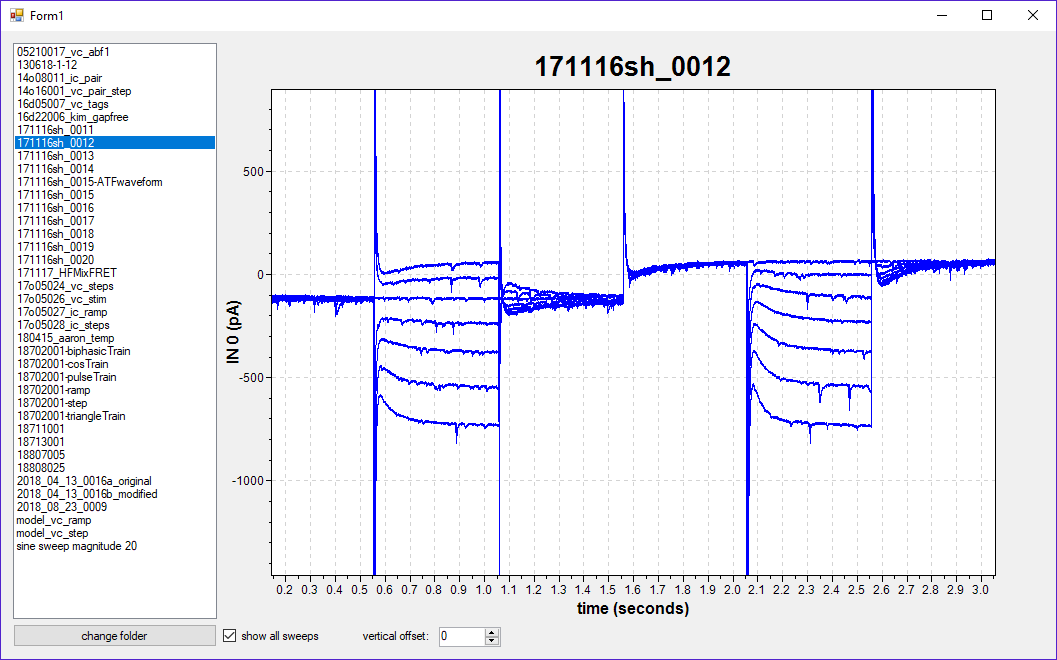 Form1
05210017_vc_abf1
130618-1-12
14o08011_ic_pair
14o16001_vc_pair_step
16d05007_vc_tags
16d22006_kim_gapfree
171116sh_0011
171116sh_0012
171116sh_0013
171116sh_0014
171116sh_0015-ATFwaveform
171116sh_0015
171116sh_0016
171116sh_0017
171116sh_0018
171116sh_0019
171116sh_0020
171117_HFMixFRET
17o05024_vc_steps
17o05026_vc_stim
17o05027_ic_ramp
17o05028_ic_steps
180415_aaron_temp
18702001-biphasicTrain
18702001-cosTrain
18702001-pulseTrain
18702001-ramp
18702001-step
18702001-triangleTrain
18711001
18713001
18807005
18808025
2018_04_13_0016a_original
2018_04_13_0016b_modified
2018_08_23_0009
model_vc_ramp
model_vc_step
sine sweep magnitude 20
171116sh_0012
IN 0 (pA)
500
0
-500
-1000
0.2 0.3 0.4 0.5 0.6 0.7 0.8 0.9 1.0 1.1 1.2 1.3 1.4 1.5 1.6 1.7 1.8 1.9 2.0 2.1 2.2 2.3 2.4 2.5 2.6 2.7 2.8 2.9 3.0
time (seconds)
change folder
show all sweeps
vertical offset: 0